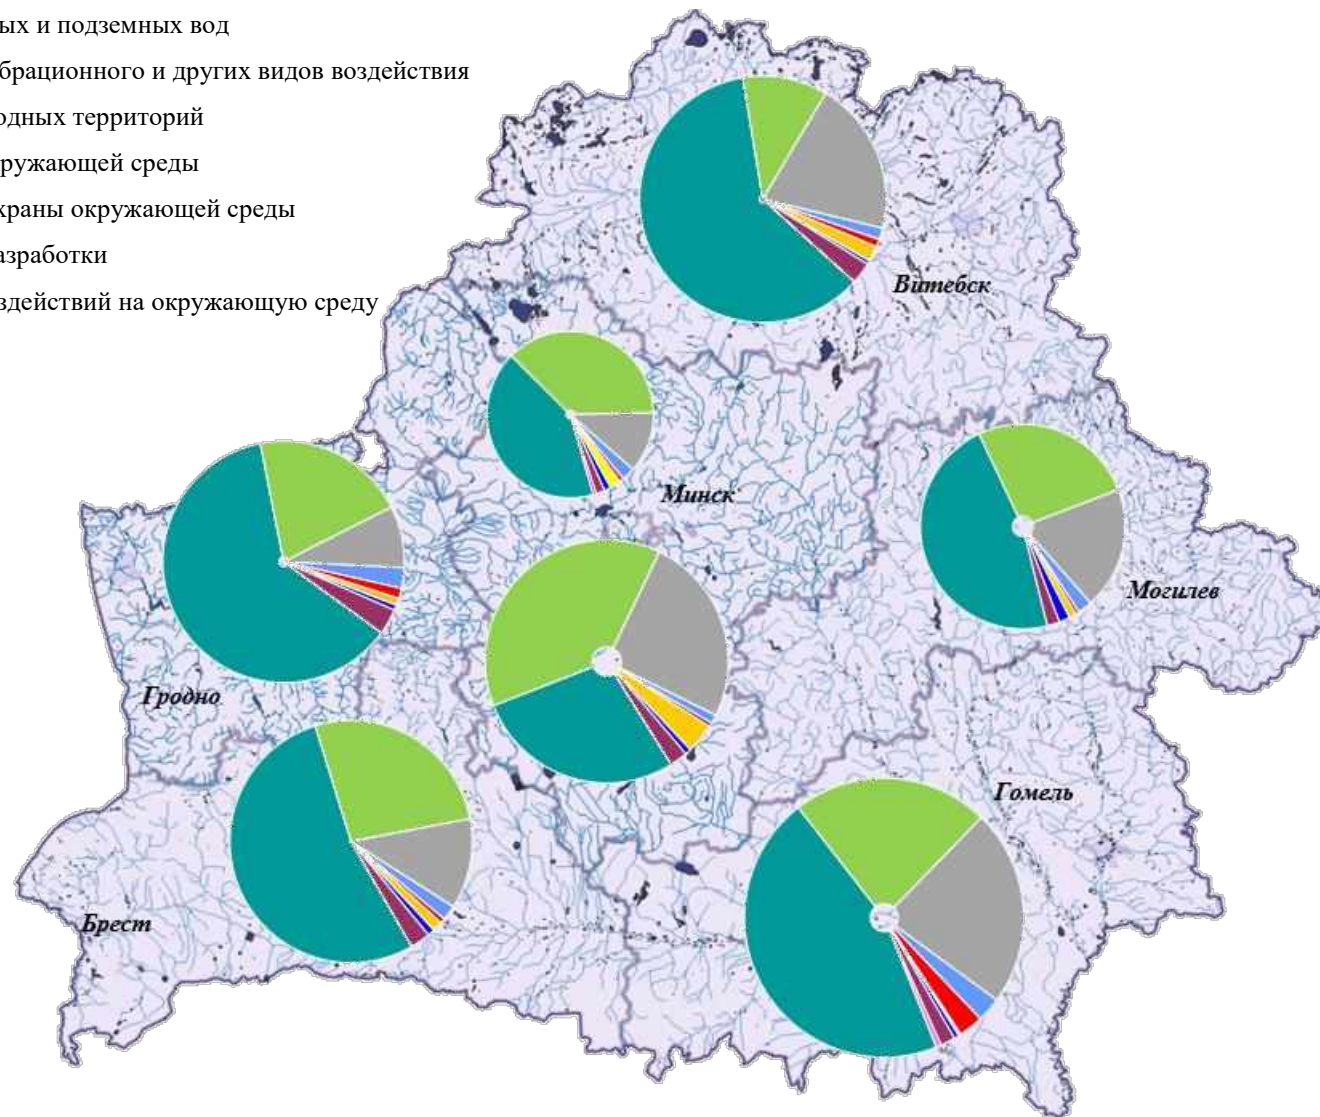 ых и подземных вод
брационного и других видов воздействия
одных территорий
ружающей среды
храны окружающей среды
азработки
здействий на окружающую среду
Витебск
Минск
Могилев
Гродно
Гомель
Брест